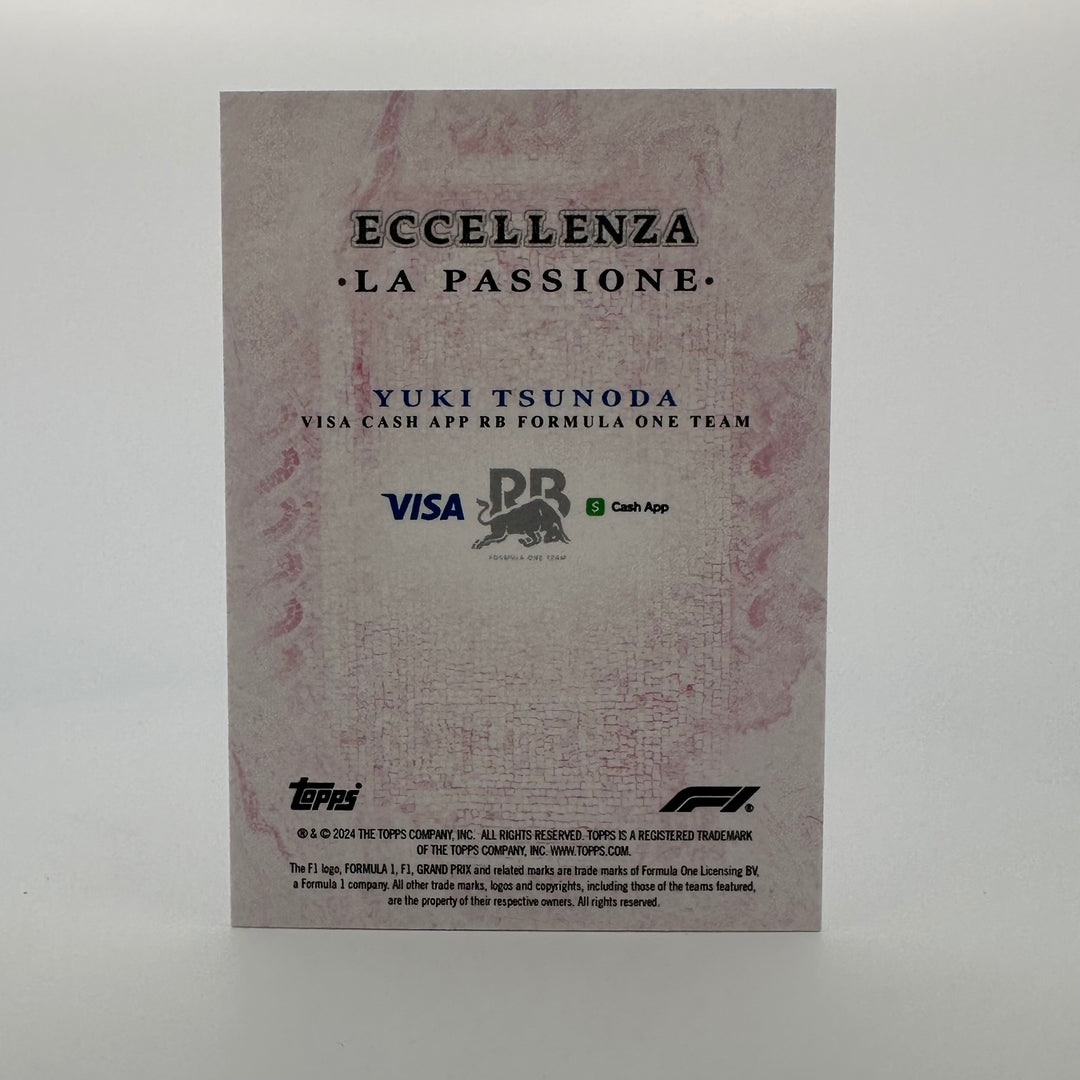 ECCELLENZA
·LA PASSIONE·
YUKI TSUNODA
VISA CASH APP RB FORMULA ONE TEAM
VISA RB Cash App
FORMULA ONE TEAM
topps F1
® & © 2024 THE TOPPS COMPANY, INC. ALL RIGHTS RESERVED. TOPPS IS A REGISTERED TRADEMARK
OF THE TOPPS COMPANY, INC. WWW.TOPPS.COM.
The F1 logo, FORMULA 1, F1, GRAND PRIX and related marks are trade marks of Formula One Licensing BV,
a Formula 1 company. All other trade marks, logos and copyrights, including those of the teams featured,
are the property of their respective owners. All rights reserved.